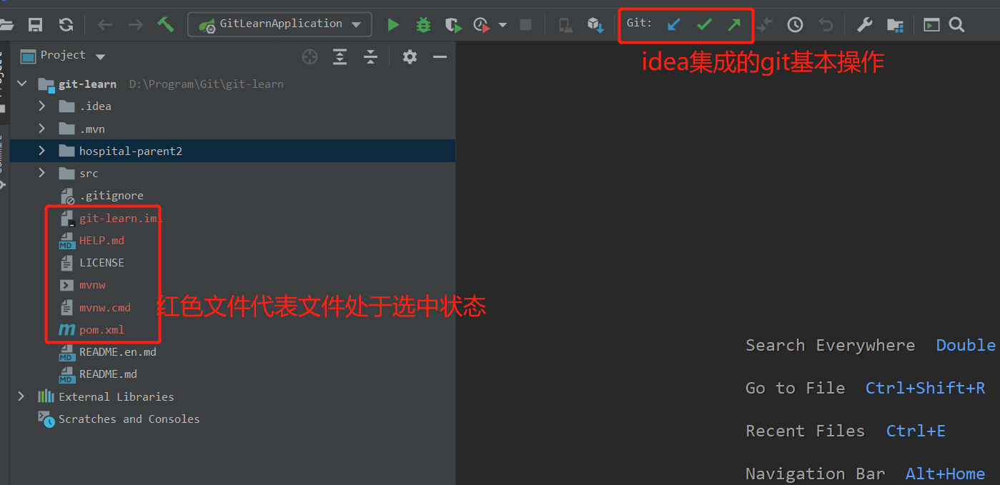 GitLearnApplication
Git:
idea集成的git基本操作
Project
git-learn D:\Program\Git\git-learn
.idea
.mvn
hospital-parent2
src
.gitignore
git-learn.iml
HELP.md
LICENSE
mvnw
红色文件代表文件处于选中状态
mvnw.cmd
pom.xml
README.en.md
README.md
External Libraries
Scratches and Consoles
Search Everywhere Double
Go to File Ctrl+Shift+R
Recent Files Ctrl+E
Navigation Bar Alt+Home